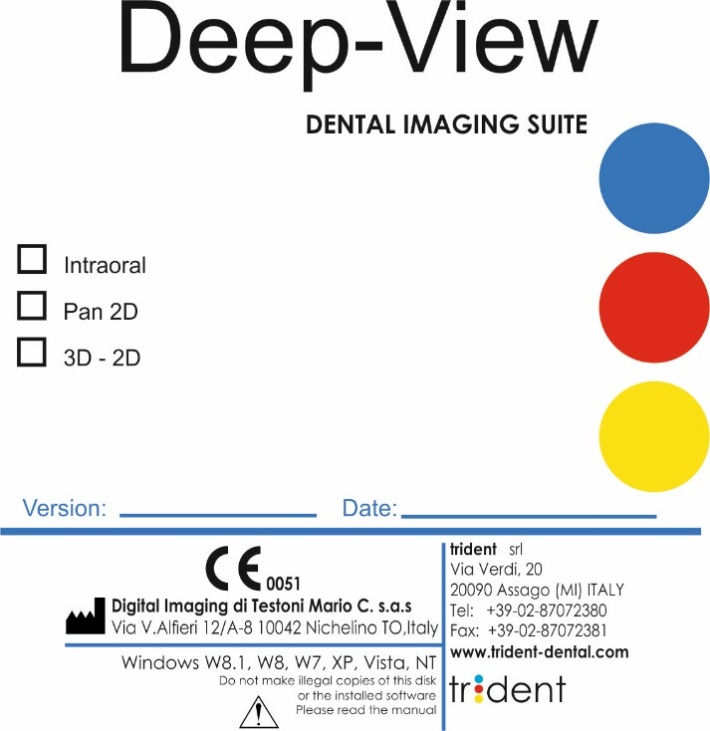 Deep-View
DENTAL IMAGING SUITE
Intraoral
Pan 2D
3D - 2D
Version:
Date:
CE 0051
Digital Imaging di Testoni Mario C. s.a.s
Via V.Alfieri 12/A-8 10042 Nichelino TO,Italy
Windows W8.1, W8, W7, XP, Vista, NT
Do not make illegal copies of this disk
or the installed software
Please read the manual
trident srl
Via Verdi, 20
20090 Assago (MI) ITALY
Tel: +39-02-87072380
Fax: +39-02-87072381
www.trident-dental.com
trident